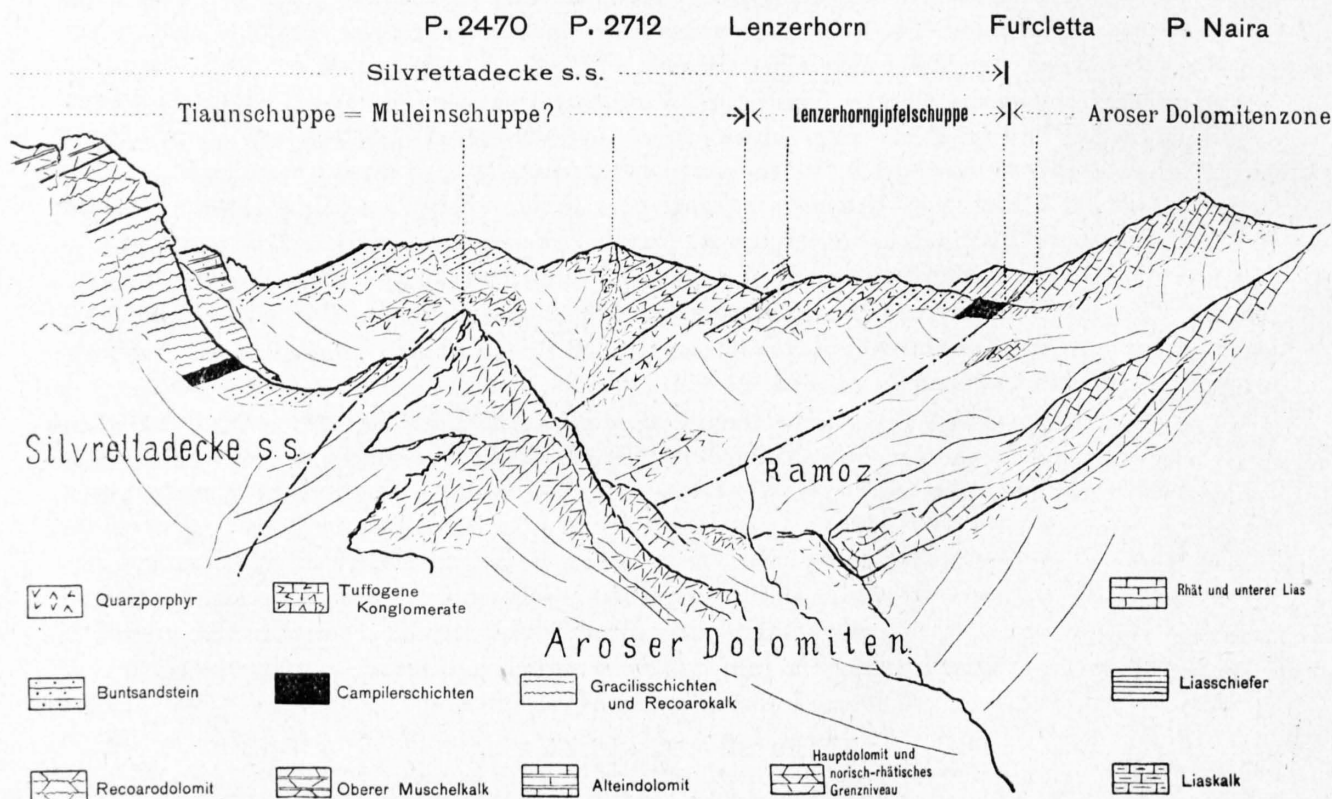 P. 2470 P. 2712 Lenzerhorn Furcletta P. Naira
Silvrettadecke s.s.
Tiaunschuppe = Muleinschuppe? Lenzerhorngipfelschuppe Aroser Dolomitenzone
Silvrettadecke s.s.
Ramoz.
Aroser Dolomiten.
Quarzporphyr
Tuffogene
Konglomerate
Rhät und unterer Lias
Buntsandstein
Campilerschichten
Gracilisschichten
und Recoarokalk
Liasschiefer
Recoarodolomit
Oberer Muschelkalk
Alteindolomit
Hauptdolomit und
norisch-rhätisches
Grenzniveau
Liaskalk